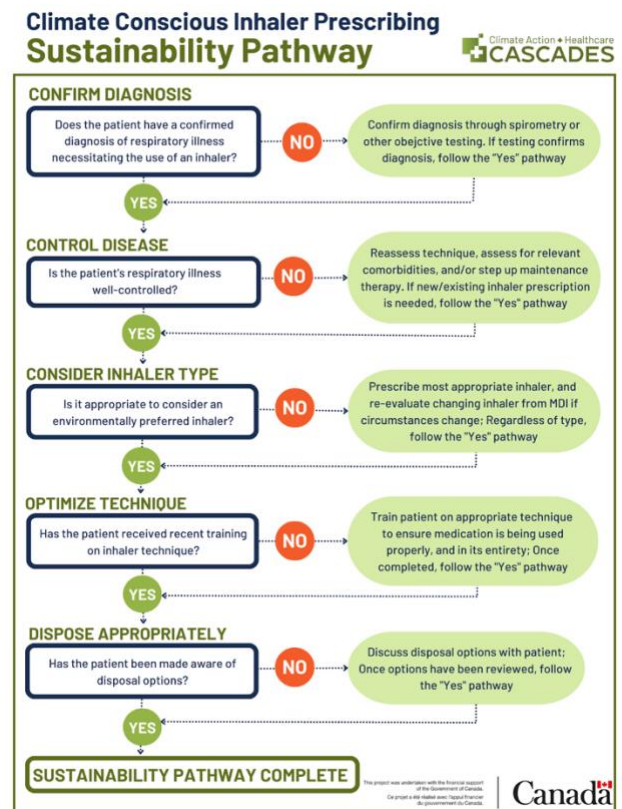 Climate Conscious Inhaler Prescribing
Sustainability Pathway
Climate Action + Healthcare
CASCADES
CONFIRM DIAGNOSIS
Does the patient have a confirmed
diagnosis of respiratory illness
necessitating the use of an inhaler?
NO
Confirm diagnosis through spirometry or
other obejctive testing. If testing confirms
diagnosis, follow the "Yes" pathway
YES
CONTROL DISEASE
Is the patient's respiratory illness
well-controlled?
NO
Reassess technique, assess for relevant
comorbidities, and/or step up maintenance
therapy. If new/existing inhaler prescription
is needed, follow the "Yes" pathway
YES
CONSIDER INHALER TYPE
Is it appropriate to consider an
environmentally preferred inhaler?
NO
Prescribe most appropriate inhaler, and
re-evaluate changing inhaler from MDI if
circumstances change; Regardless of type,
follow the "Yes" pathway
YES
OPTIMIZE TECHNIQUE
Has the patient received recent training
on inhaler technique?
NO
Train patient on appropriate technique
to ensure medication is being used
properly, and in its entirety; Once
completed, follow the "Yes" pathway
YES
DISPOSE APPROPRIATELY
Has the patient been made aware of
disposal options?
NO
Discuss disposal options with patient;
Once options have been reviewed, follow
the "Yes" pathway
YES
SUSTAINABILITY PATHWAY COMPLETE
This project was undertaken with the financial support
of the Government of Canada.
Ce projet a été réalisé avec l'appui financier
du gouvernement du Canada.
Canada